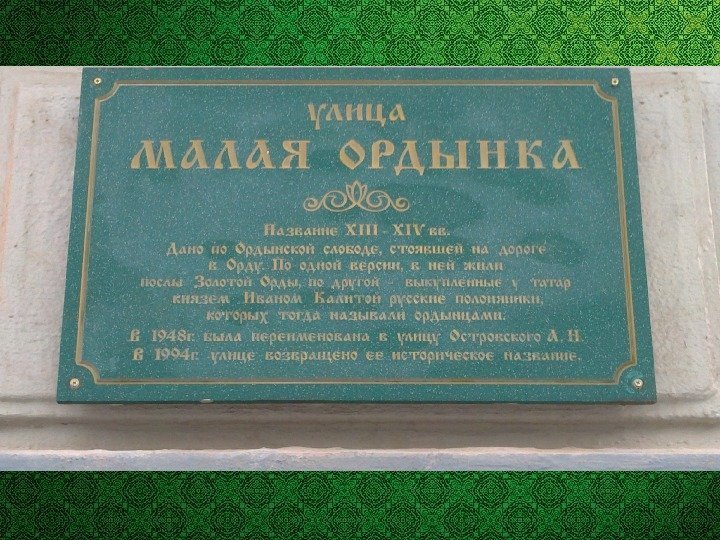 улица
МАЛАЯ ОРДЫНКА
Название XIII - XIV вв.
Дано по Ордынской слободе, стоявшей на дороге
в Орду. По одной версии, в ней жили
послы Золотой Орды, по другой - выкупленные у татар
князем Иваном Калитой русские полоняники,
которых тогда называли ордынцами.
В 1948г. была переименована в улицу Островского А. Н.
В 1994г. улице возвращено ее историческое название.